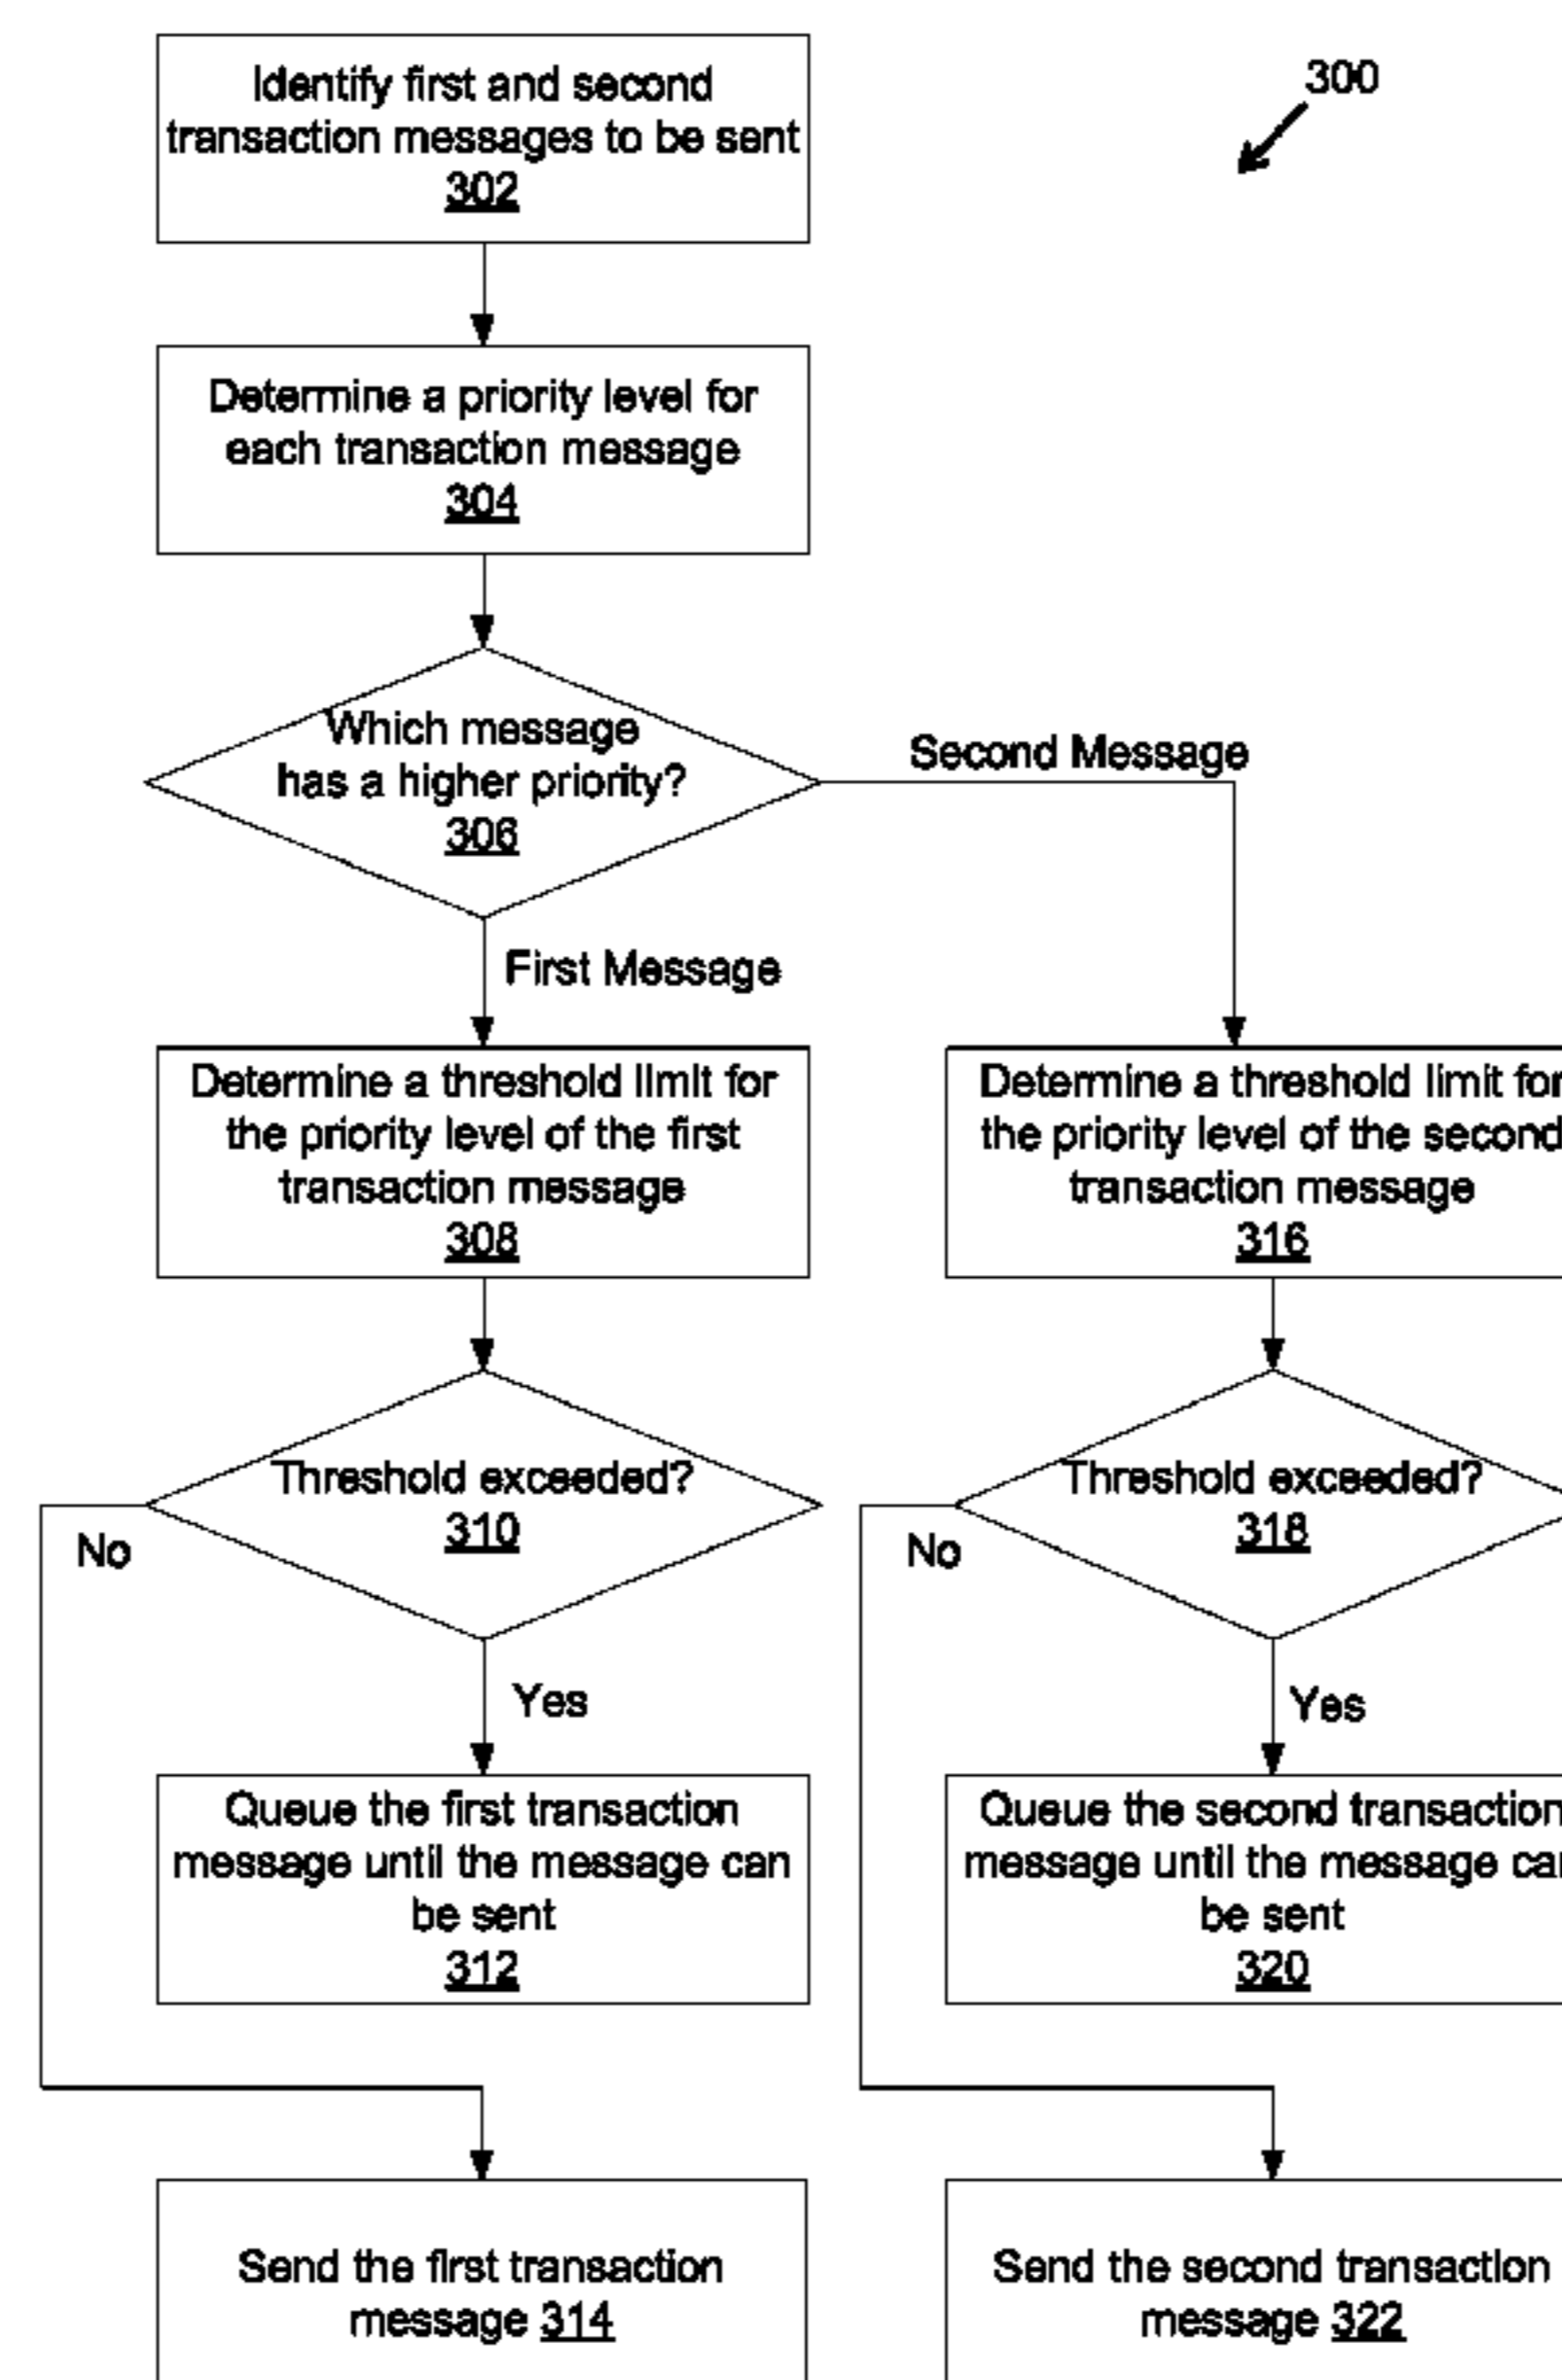 Identify first and second
transaction messages to be sent
302
300
Determine a priority level for
each transaction message
304
Which message
has a higher priority?
306
Second Message
First Message
Determine a threshold limit for
the priority level of the first
transaction message
308
Determine a threshold limit for
the priority level of the second
transaction message
316
Threshold exceeded?
310
No
Yes
Threshold exceeded?
318
No
Yes
Queue the first transaction
message until the message can
be sent
312
Queue the second transaction
message until the message can
be sent
320
Send the first transaction
message 314
Send the second transaction
message 322